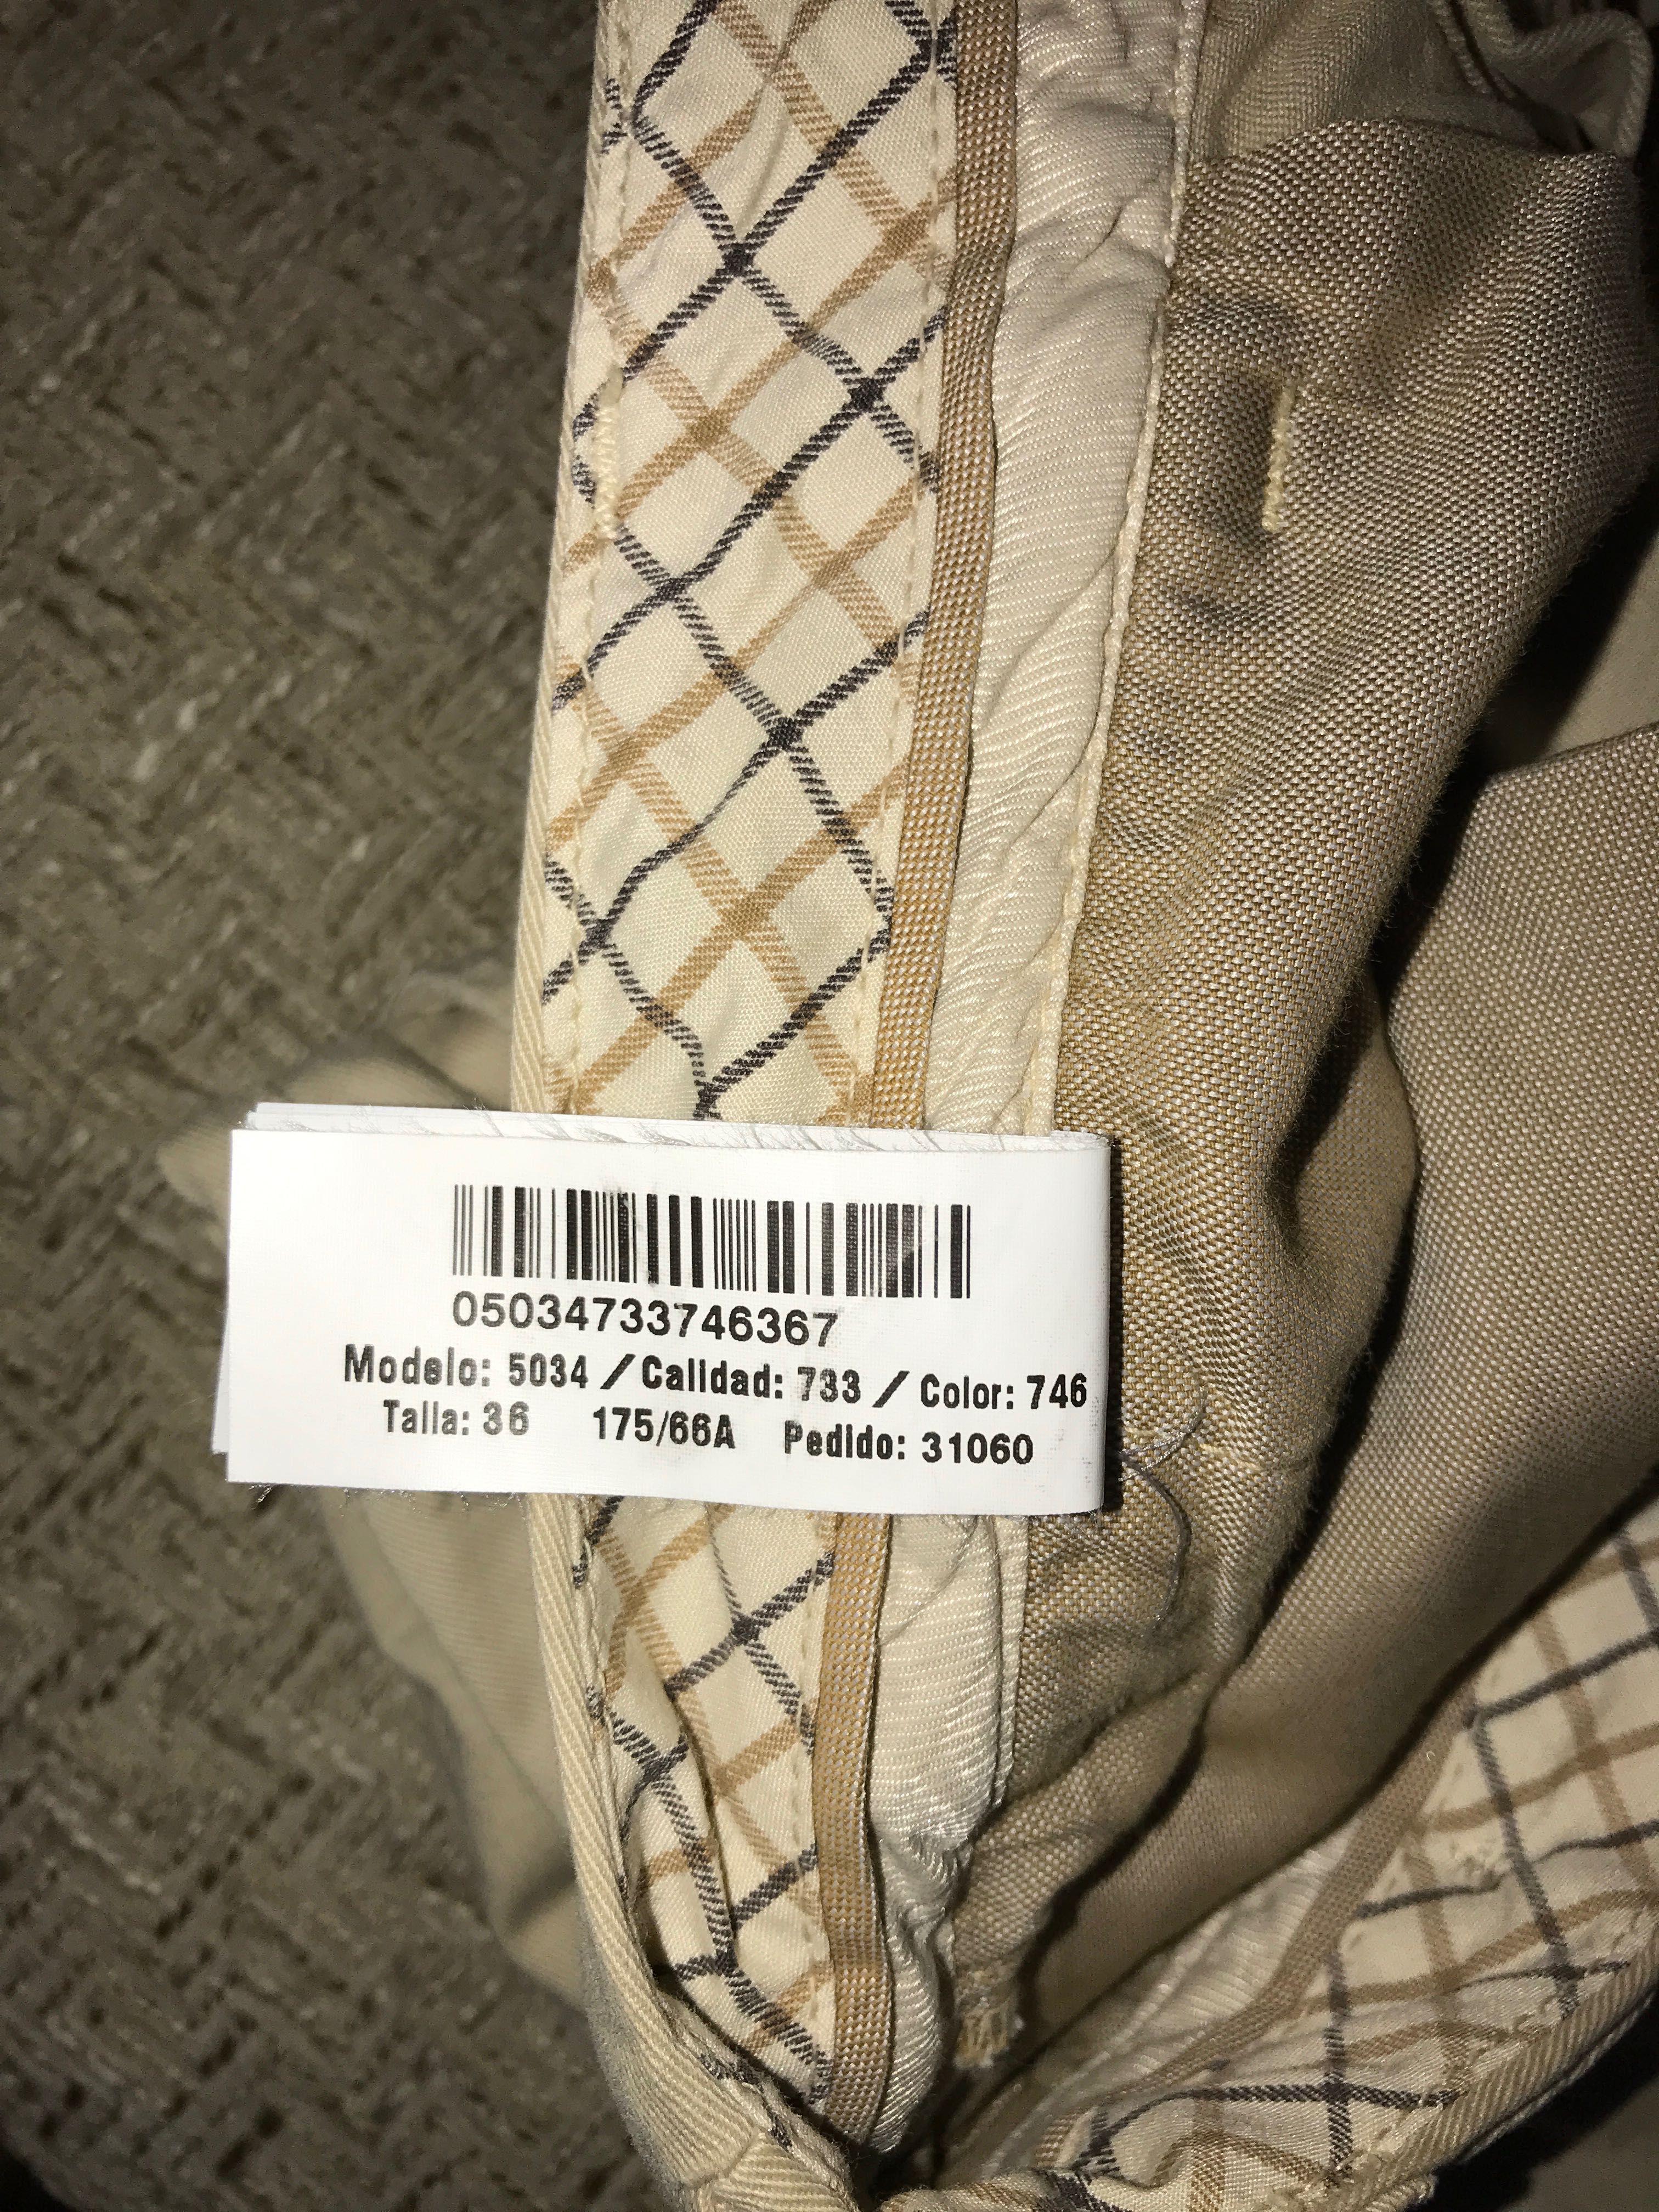 05034733746367
Modelo: 5034 / Calidad: 733 / Color: 746
Talla: 36 175/66A Pedido: 31060